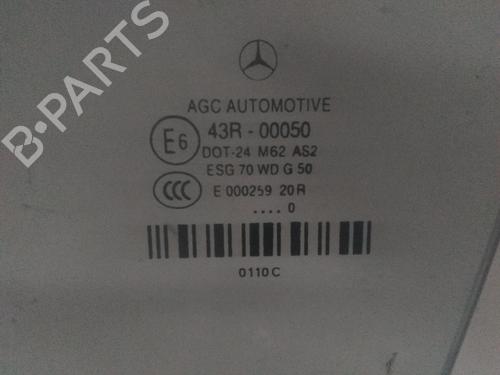 B-PARTS
AGC AUTOMOTIVE
E6
43R - 00050
DOT-24 M62 AS2
ESG 70 WD G 50
CCC
E 000259 20R
.... 0
0110C